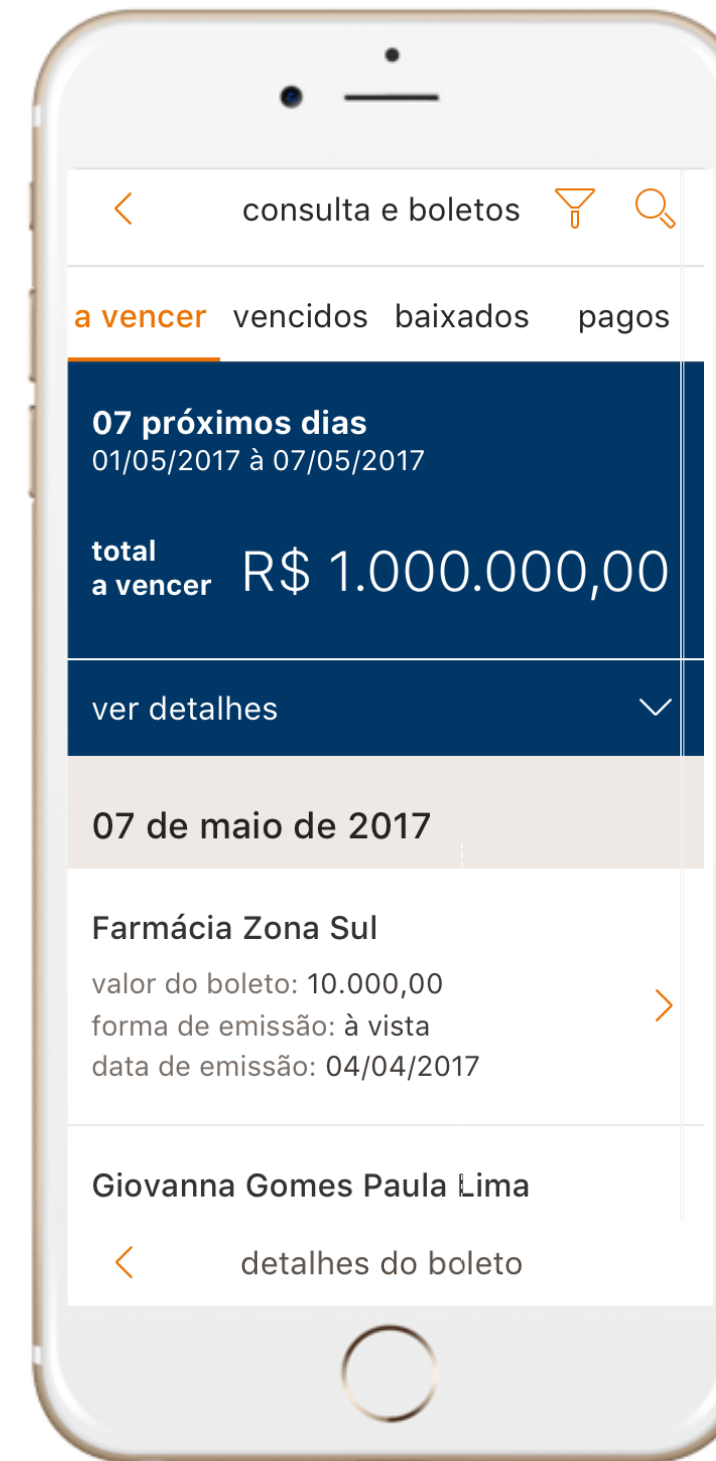 consulta e boletos
a vencer vencidos baixados pagos
07 próximos dias
01/05/2017 à 07/05/2017
total
a vencer
R$ 1.000.000,00
ver detalhes
07 de maio de 2017
Farmácia Zona Sul
valor do boleto: 10.000,00
forma de emissão: à vista
data de emissão: 04/04/2017
Giovanna Gomes Paula Lima
detalhes do boleto